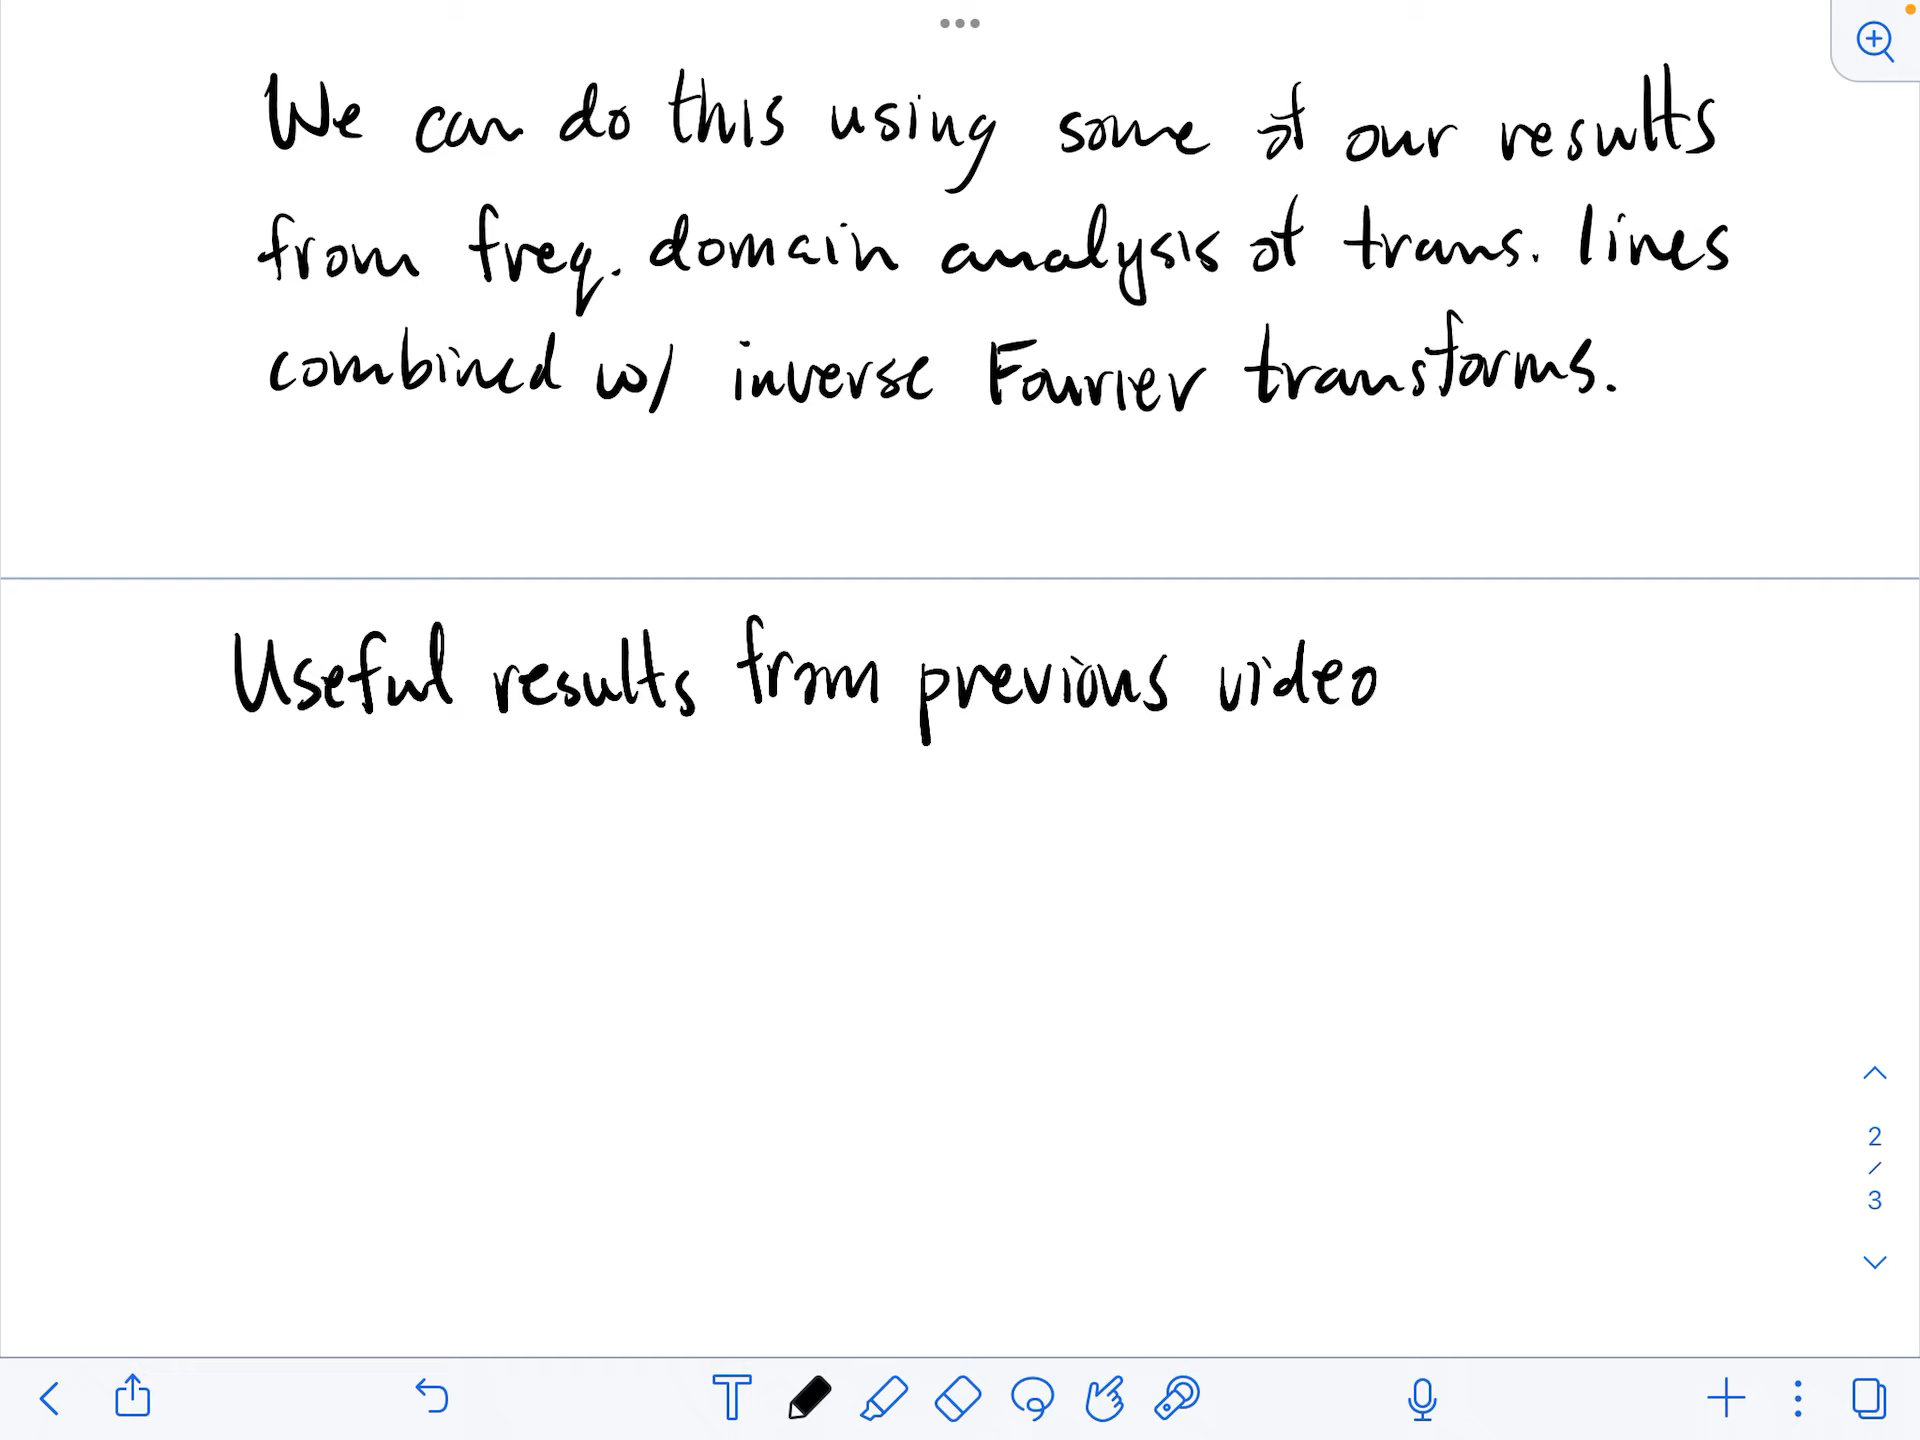 We can do this using some of our results
from freq. domain analysis of trans. lines
combined w/ inverse Fourier transforms.
Useful results from previous video
2
/
3
T